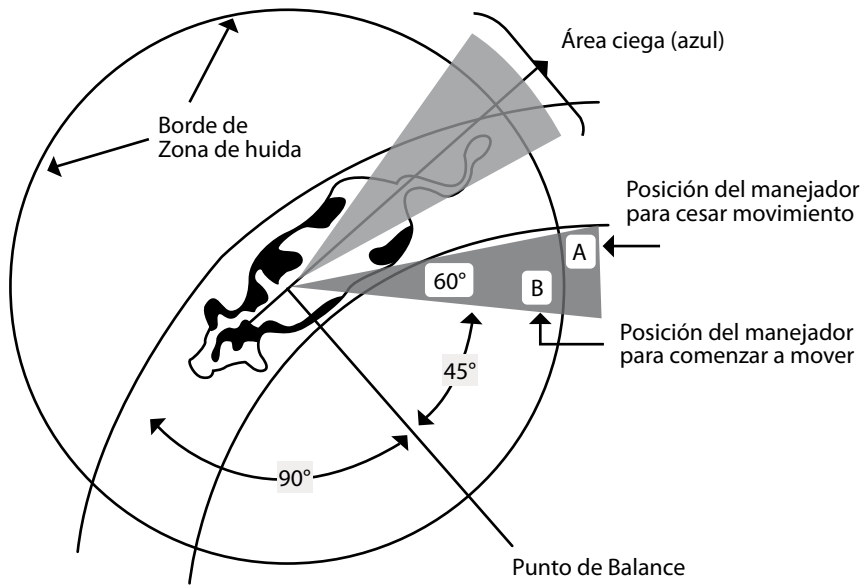 Área ciega (azul)
Borde de
Zona de huida
Posición del manejador
para cesar movimiento
A
60°
B
Posición del manejador
para comenzar a mover
45°
90°
Punto de Balance